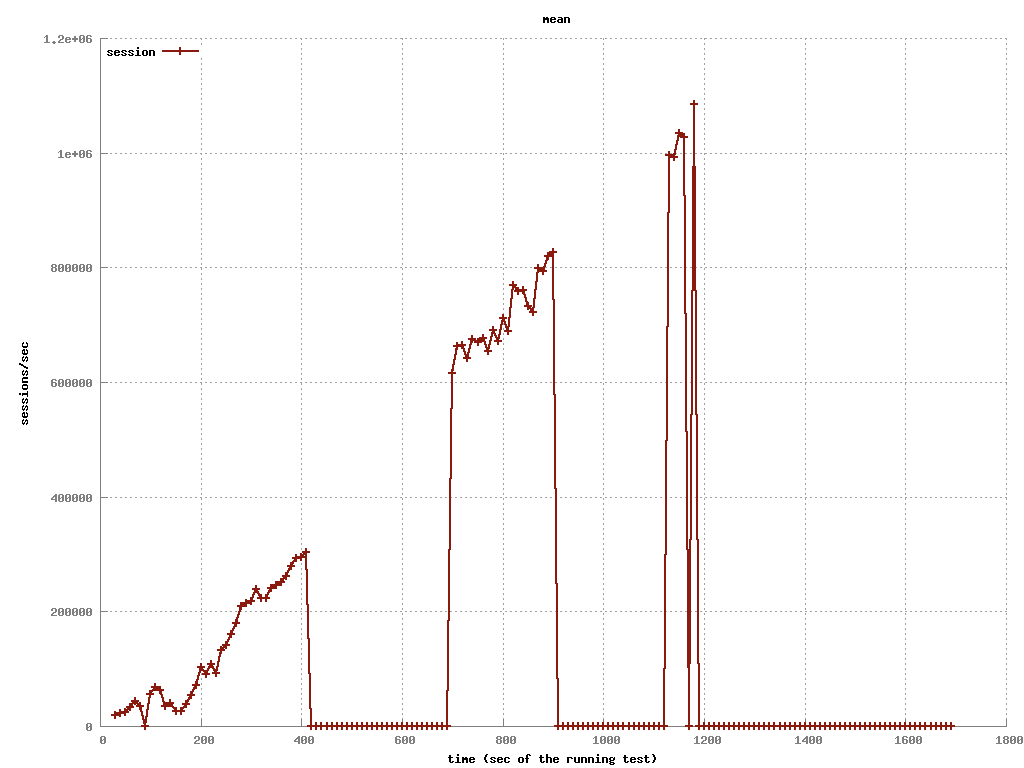 mean
1.2e+06
session
1e+06
800000
600000
sessions/sec
400000
200000
0
0 200 400 600 800 1000 1200 1400 1600 1800
time (sec of the running test)